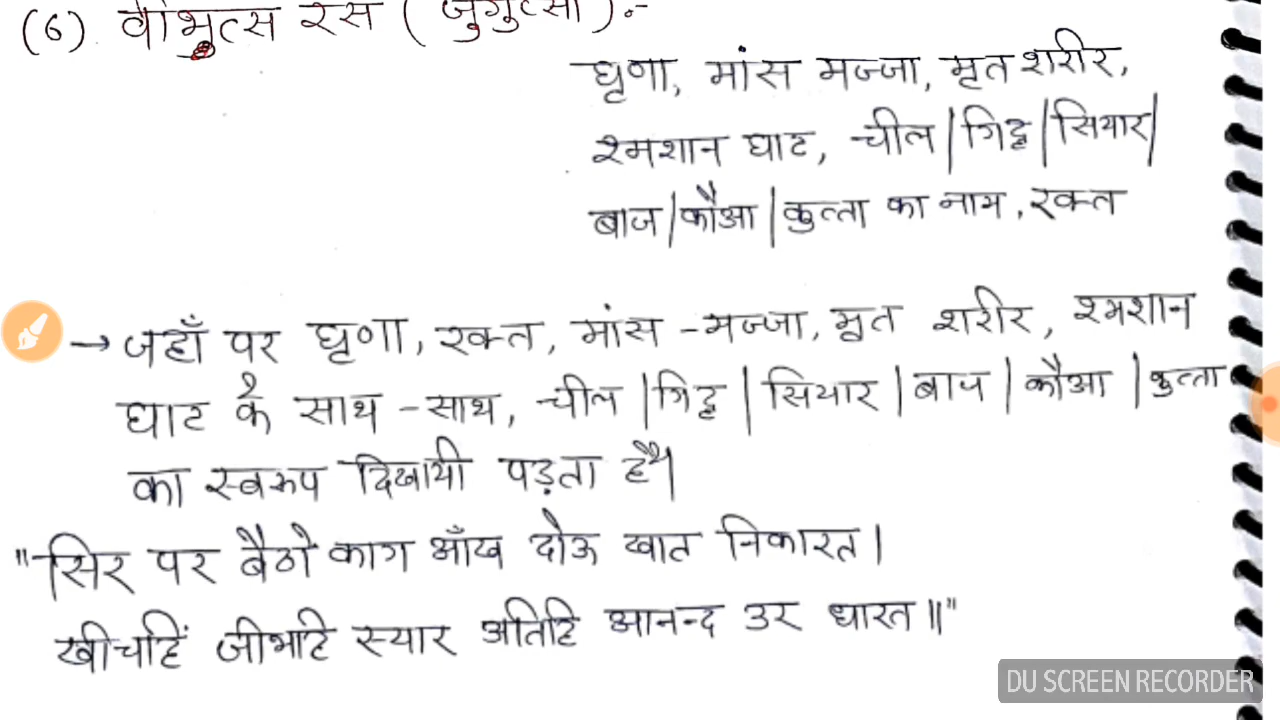 (6) वीभत्स रस ( जुगुत्सा ):-
घृणा, मांस मज्जा, मृत शरीर,
श्मशान घाट, चील|गिद्ध|सियार|
बाज|कौआ|कुत्ता का नाम, रक्त
→ जहाँ पर घृणा, रक्त, मांस -मज्जा, मृत शरीर, श्मशान
घाट के साथ -साथ, चील|गिद्ध|सियार|बाज|कौआ|कुत्ता
का स्वरूप दिखायी पड़ता है।
"सिर पर बैठो काग आँख दोऊ खात निकारत।
खीचहिं जीभहि स्यार अतिहि आनन्द उर धारत॥"
DU SCREEN RECORDER